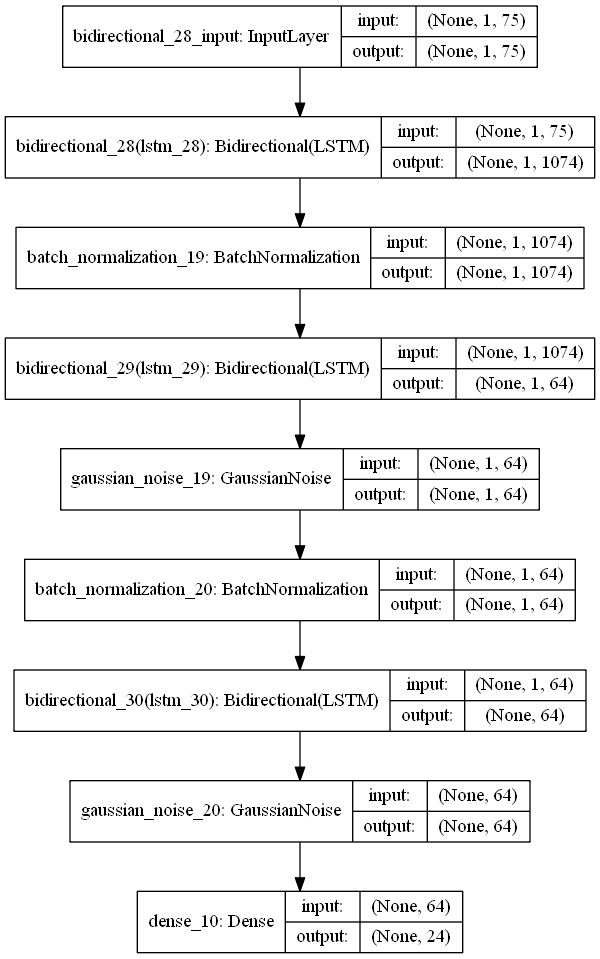 bidirectional_28_input: InputLayer
input: (None, 1, 75)
output: (None, 1, 75)
bidirectional_28(lstm_28): Bidirectional(LSTM)
input: (None, 1, 75)
output: (None, 1, 1074)
batch_normalization_19: BatchNormalization
input: (None, 1, 1074)
output: (None, 1, 1074)
bidirectional_29(lstm_29): Bidirectional(LSTM)
input: (None, 1, 1074)
output: (None, 1, 64)
gaussian_noise_19: GaussianNoise
input: (None, 1, 64)
output: (None, 1, 64)
batch_normalization_20: BatchNormalization
input: (None, 1, 64)
output: (None, 1, 64)
bidirectional_30(lstm_30): Bidirectional(LSTM)
input: (None, 1, 64)
output: (None, 64)
gaussian_noise_20: GaussianNoise
input: (None, 64)
output: (None, 64)
dense_10: Dense
input: (None, 64)
output: (None, 24)